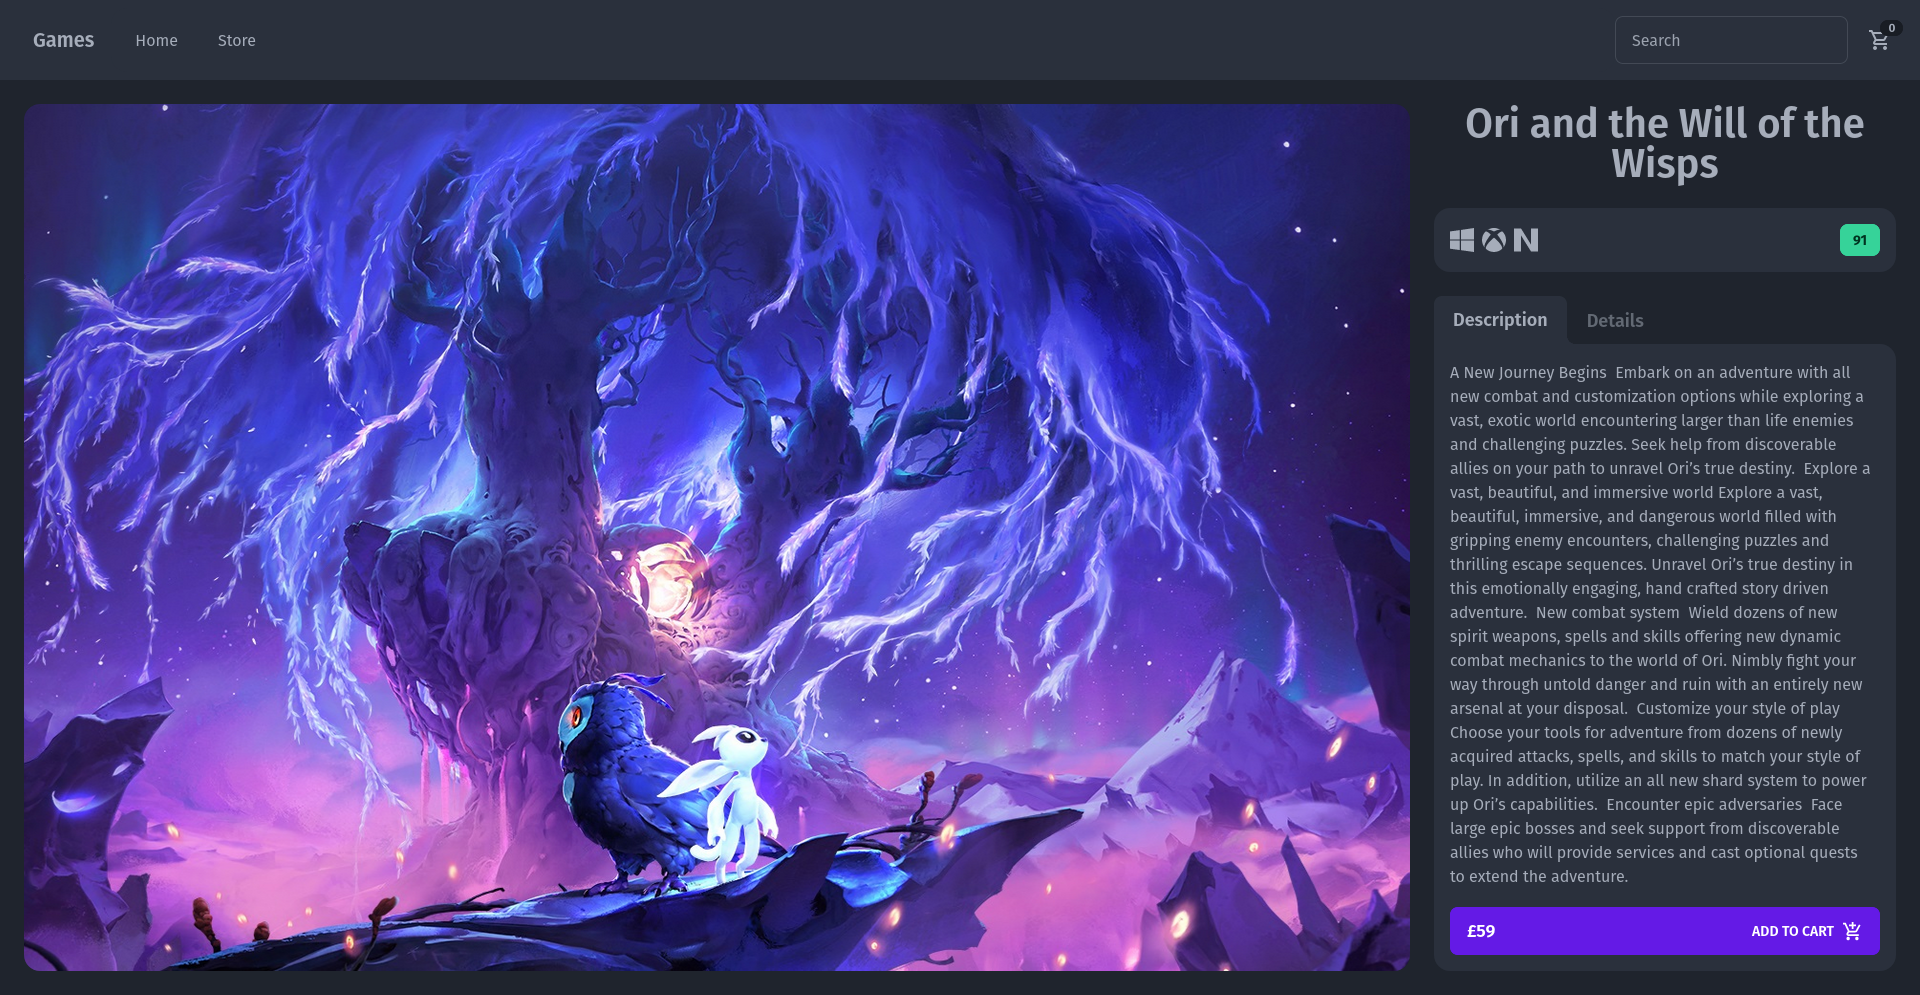 Games
Home
Store
Search
0
Ori and the Will of the
Wisps
91
Description
Details
A New Journey Begins  Embark on an adventure with all
new combat and customization options while exploring a
vast, exotic world encountering larger than life enemies
and challenging puzzles. Seek help from discoverable
allies on your path to unravel Ori’s true destiny.  Explore a
vast, beautiful, and immersive world Explore a vast,
beautiful, immersive, and dangerous world filled with
gripping enemy encounters, challenging puzzles and
thrilling escape sequences. Unravel Ori’s true destiny in
this emotionally engaging, hand crafted story driven
adventure.  New combat system  Wield dozens of new
spirit weapons, spells and skills offering new dynamic
combat mechanics to the world of Ori. Nimbly fight your
way through untold danger and ruin with an entirely new
arsenal at your disposal.  Customize your style of play
Choose your tools for adventure from dozens of newly
acquired attacks, spells, and skills to match your style of
play. In addition, utilize an all new shard system to power
up Ori’s capabilities.  Encounter epic adversaries  Face
large epic bosses and seek support from discoverable
allies who will provide services and cast optional quests
to extend the adventure.
£59
ADD TO CART